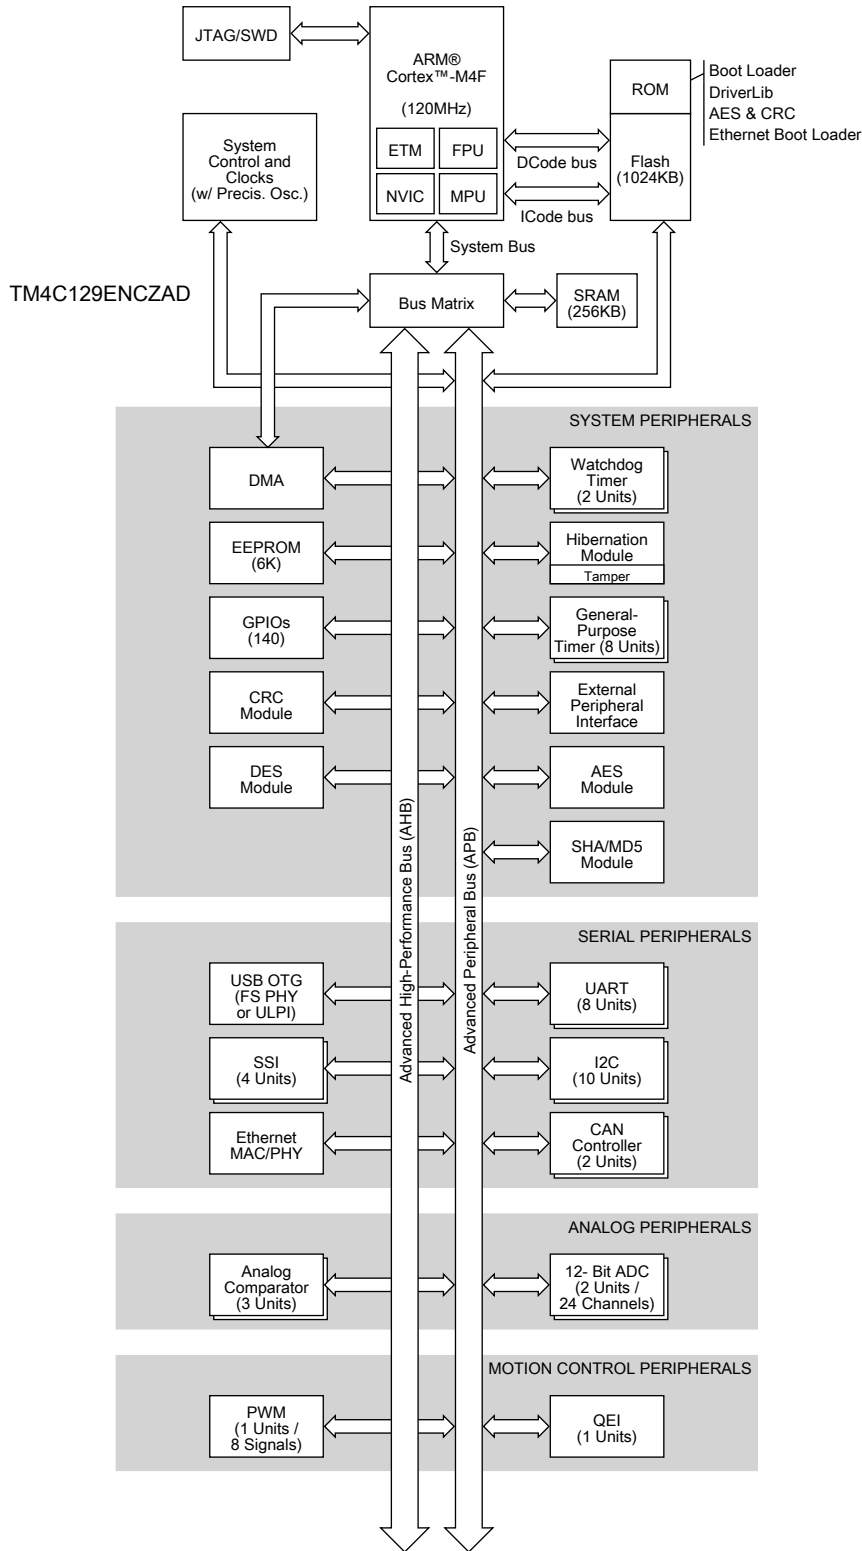 JTAG/SWD
ARM®
Cortex™-M4F
(120MHz)
ETM
FPU
NVIC
MPU
ROM
Flash
(1024KB)
Boot Loader
DriverLib
AES & CRC
Ethernet Boot Loader
System
Control and
Clocks
(w/ Precis. Osc.)
DCode bus
ICode bus
System Bus
TM4C129ENCZAD
Bus Matrix
SRAM
(256KB)
SYSTEM PERIPHERALS
DMA
Watchdog
Timer
(2 Units)
EEPROM
(6K)
Hibernation
Module
Tamper
GPIOs
(140)
General-
Purpose
Timer (8 Units)
CRC
Module
External
Peripheral
Interface
DES
Module
AES
Module
SHA/MD5
Module
Advanced High-Performance Bus (AHB)
Advanced Peripheral Bus (APB)
SERIAL PERIPHERALS
USB OTG
(FS PHY
or ULPI)
UART
(8 Units)
SSI
(4 Units)
I2C
(10 Units)
Ethernet
MAC/PHY
CAN
Controller
(2 Units)
ANALOG PERIPHERALS
Analog
Comparator
(3 Units)
12- Bit ADC
(2 Units /
24 Channels)
MOTION CONTROL PERIPHERALS
PWM
(1 Units /
8 Signals)
QEI
(1 Units)